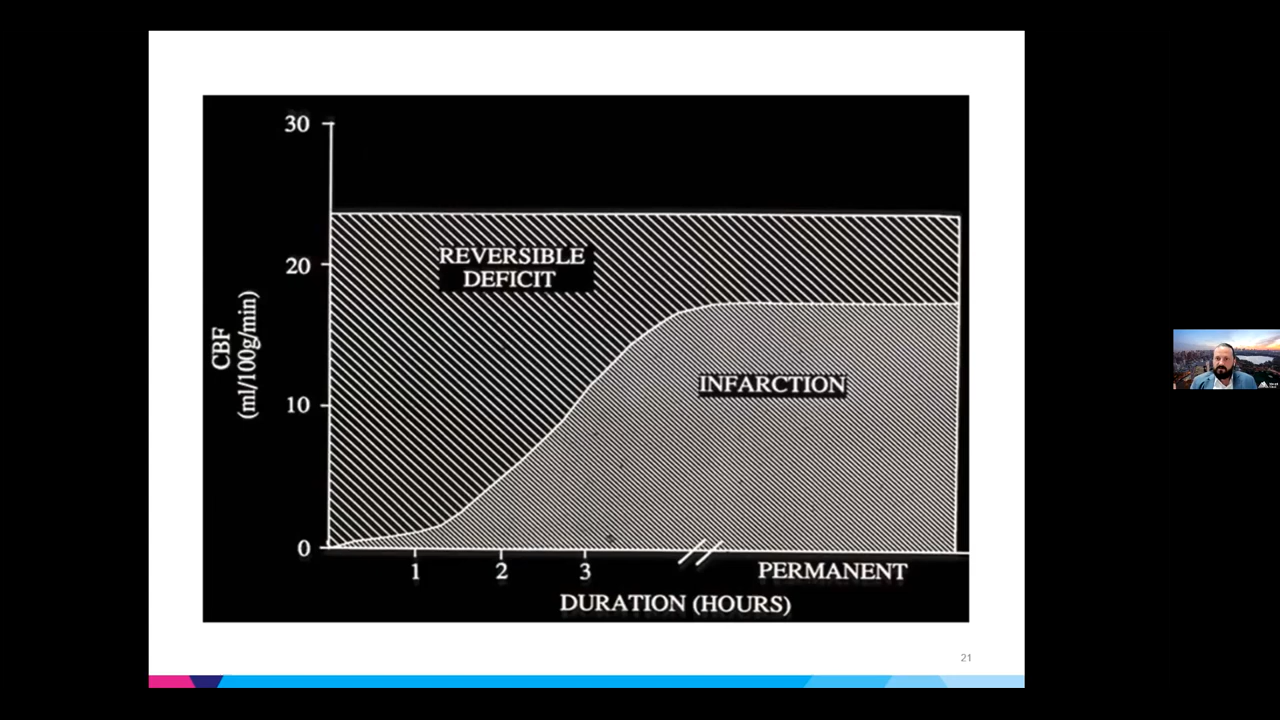 30
20
10
0
CBF
(ml/100g/min)
REVERSIBLE
DEFICIT
INFARCTION
1
2
3
PERMANENT
DURATION (HOURS)
21